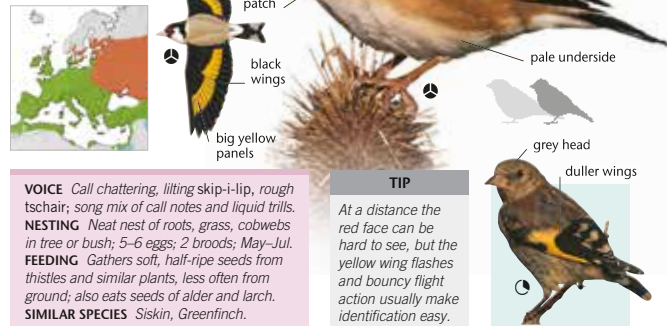 patch
pale underside
black
wings
big yellow
panels
grey head
duller wings
VOICE Call chattering, lilting skip-i-lip, rough
tschair; song mix of call notes and liquid trills.
NESTING Neat nest of roots, grass, cobwebs
in tree or bush; 5–6 eggs; 2 broods; May–Jul.
FEEDING Gathers soft, half-ripe seeds from
thistles and similar plants, less often from
ground; also eats seeds of alder and larch.
SIMILAR SPECIES Siskin, Greenfinch.
TIP
At a distance the
red face can be
hard to see, but the
yellow wing flashes
and bouncy flight
action usually make
identification easy.